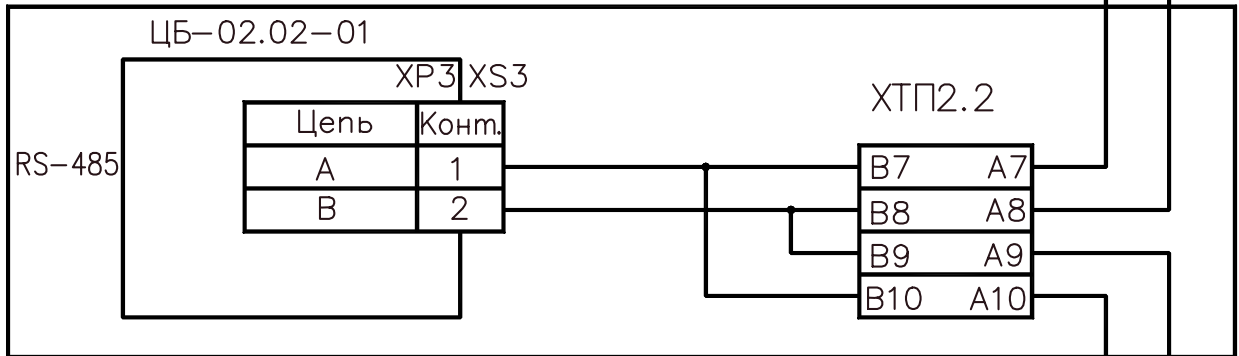 ЦБ-02.02-01
XP3 XS3
ХТП2.2
Цепь Конт.
RS-485
A 1
B 2
B7 A7
B8 A8
B9 A9
B10 A10